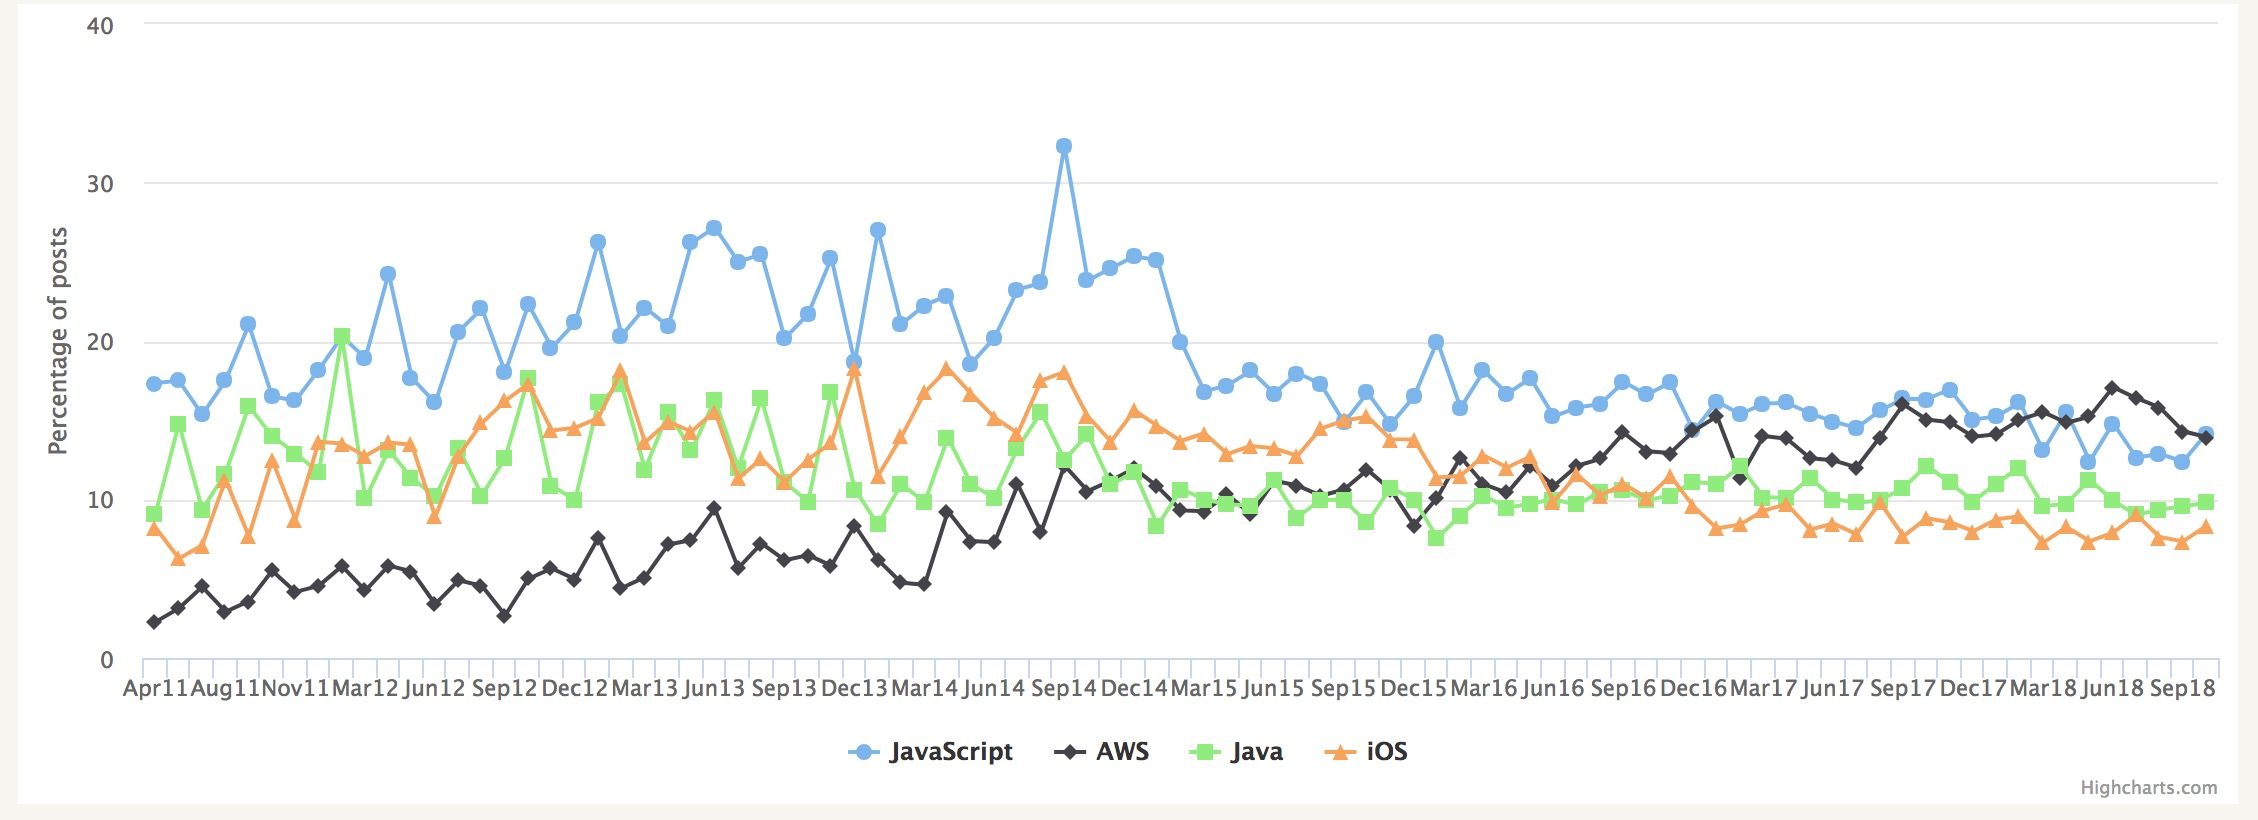 40
30
20
10
0
Percentage of posts
Apr11 Aug11 Nov11 Mar12 Jun12 Sep12 Dec12 Mar13 Jun13 Sep13 Dec13 Mar14 Jun14 Sep14 Dec14 Mar15 Jun15 Sep15 Dec15 Mar16 Jun16 Sep16 Dec16 Mar17 Jun17 Sep17 Dec17 Mar18 Jun18 Sep18
JavaScript AWS Java iOS
Highcharts.com